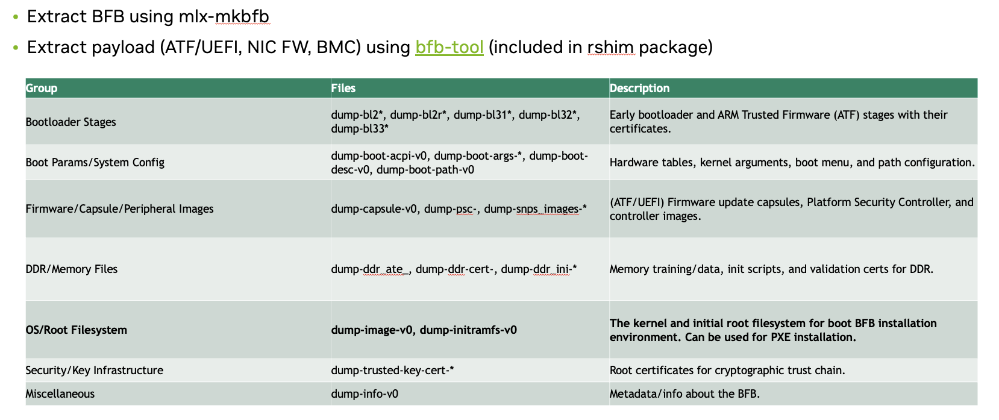 • Extract BFB using mlx-mkbfb
• Extract payload (ATF/UEFI, NIC FW, BMC) using bfb-tool (included in rshim package)
Group Files Description
Bootloader Stages
dump-bl2*, dump-bl2r*, dump-bl31*, dump-bl32*,
dump-bl33*
Early bootloader and ARM Trusted Firmware (ATF) stages with their
certificates.
Boot Params/System Config
dump-boot-acpi-v0, dump-boot-args-*, dump-boot-
desc-v0, dump-boot-path-v0
Hardware tables, kernel arguments, boot menu, and path configuration.
Firmware/Capsule/Peripheral Images
dump-capsule-v0, dump-psc-, dump-snps_images-*
(ATF/UEFI) Firmware update capsules, Platform Security Controller, and
controller images.
DDR/Memory Files
dump-ddr_ate_, dump-ddr-cert-, dump-ddr_ini-*
Memory training/data, init scripts, and validation certs for DDR.
OS/Root Filesystem
dump-image-v0, dump-initramfs-v0
The kernel and initial root filesystem for boot BFB installation
environment. Can be used for PXE installation.
Security/Key Infrastructure
dump-trusted-key-cert-*
Root certificates for cryptographic trust chain.
Miscellaneous
dump-info-v0
Metadata/info about the BFB.